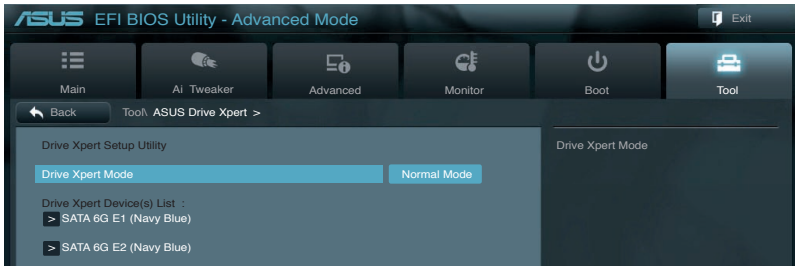 ASUS EFI BIOS Utility - Advanced Mode
Exit
Main
Ai Tweaker
Advanced
Monitor
Boot
Tool
Back
Tool\ ASUS Drive Xpert >
Drive Xpert Setup Utility
Drive Xpert Mode
Drive Xpert Mode
Normal Mode
Drive Xpert Device(s) List :
> SATA 6G E1 (Navy Blue)
> SATA 6G E2 (Navy Blue)